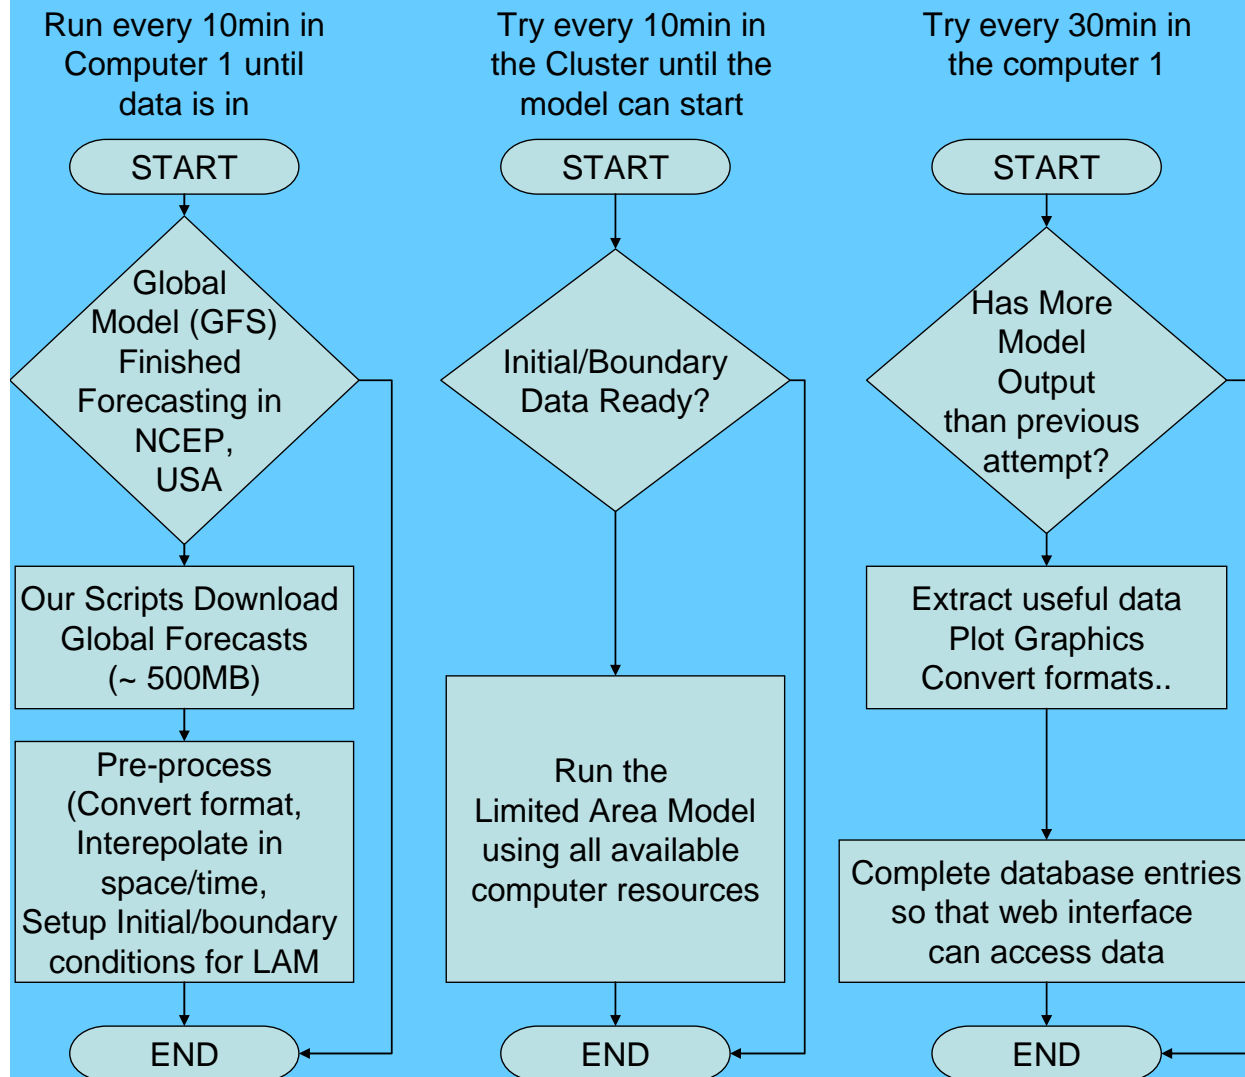 Run every 10min in
Computer 1 until
data is in
START
Global
Model (GFS)
Finished
Forecasting in
NCEP,
USA
Our Scripts Download
Global Forecasts
(~ 500MB)
Pre-process
(Convert format,
Interepolate in
space/time,
Setup Initial/boundary
conditions for LAM
END
Try every 10min in
the Cluster until the
model can start
START
Initial/Boundary
Data Ready?
Run the
Limited Area Model
using all available
computer resources
END
Try every 30min in
the computer 1
START
Has More
Model
Output
than previous
attempt?
Extract useful data
Plot Graphics
Convert formats..
Complete database entries
so that web interface
can access data
END